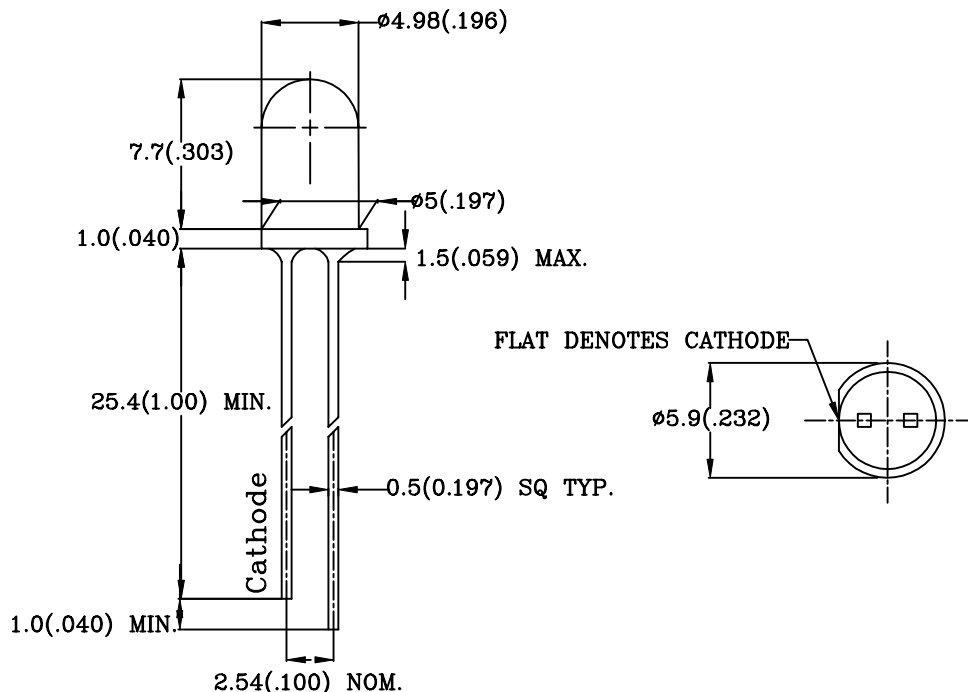 ø4.98(.196)
7.7(.303)
ø5(.197)
1.0(.040)
1.5(.059) MAX.
FLAT DENOTES CATHODE
25.4(1.00) MIN.
ø5.9(.232)
0.5(0.197) SQ TYP.
Cathode
1.0(.040) MIN.
2.54(.100) NOM.